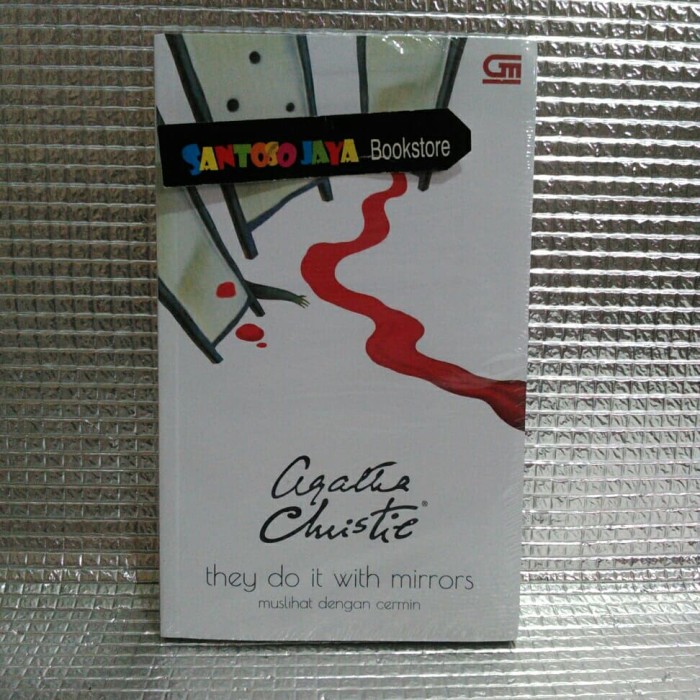 GM
SANTOSO JAYA Bookstore
Agatha
Christie®
they do it with mirrors
muslihat dengan cermin